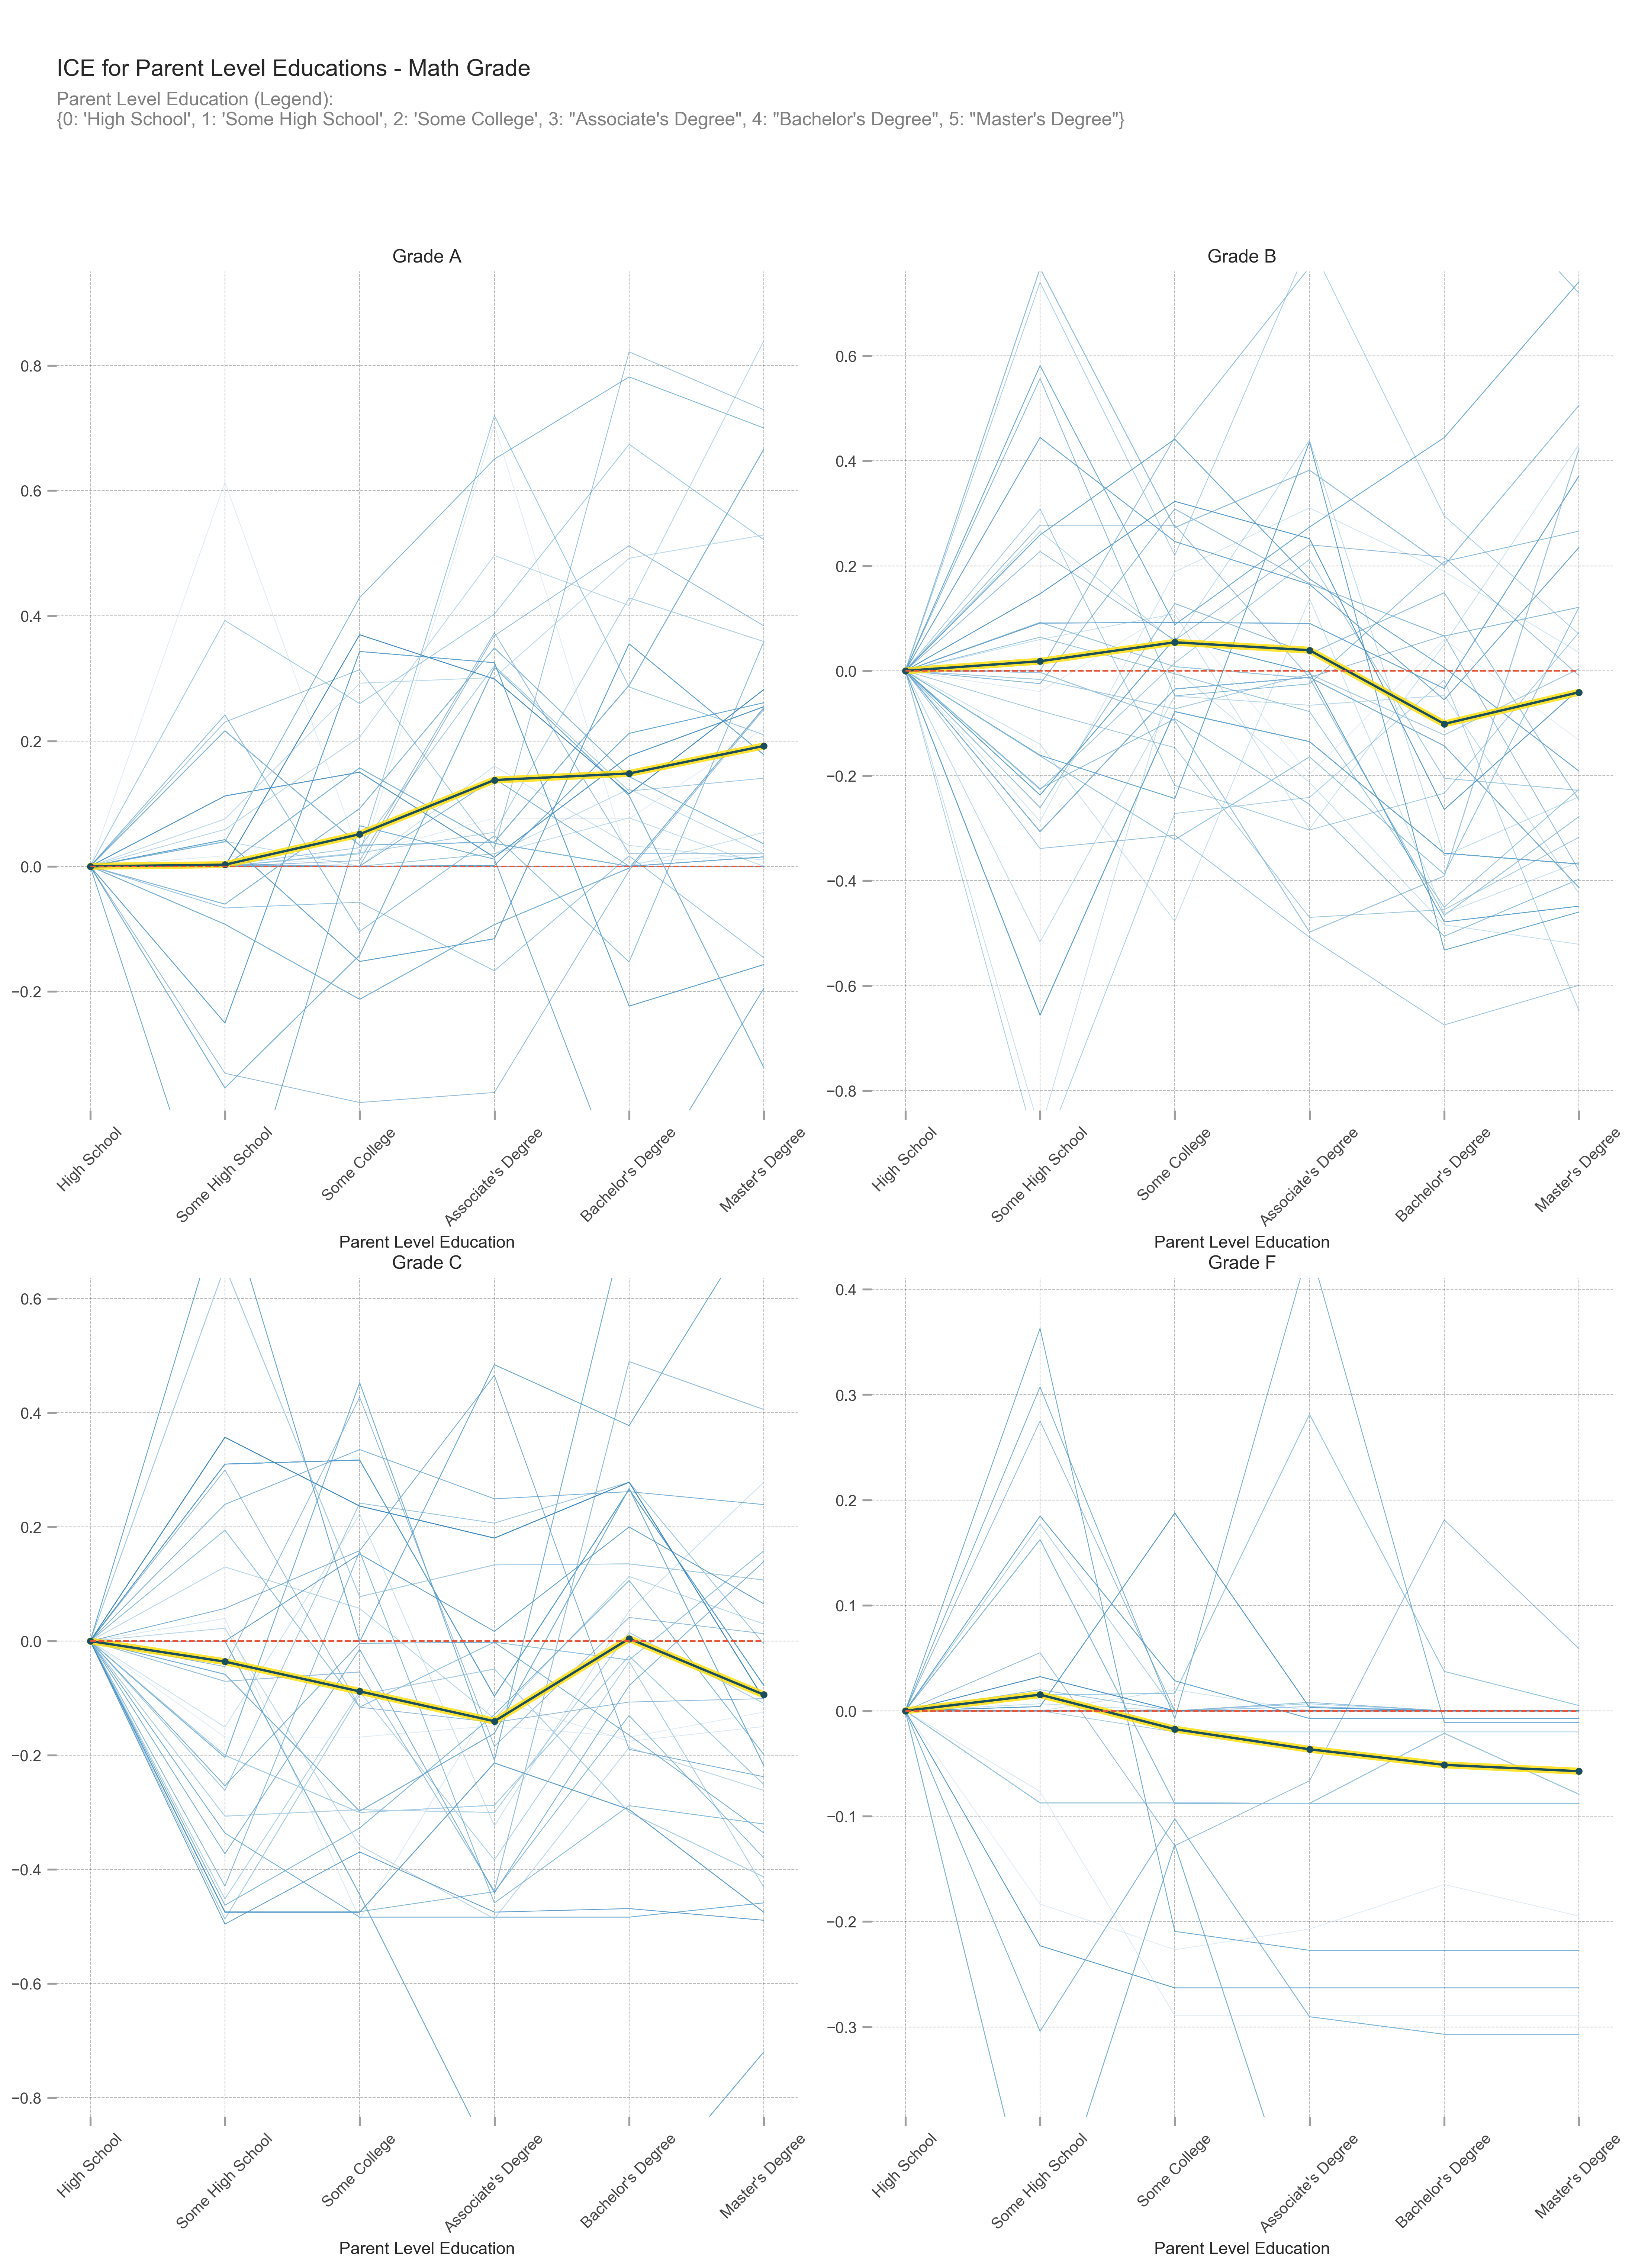 ICE for Parent Level Educations - Math Grade
Parent Level Education (Legend):
{0: 'High School', 1: 'Some High School', 2: 'Some College', 3: "Associate's Degree", 4: "Bachelor's Degree", 5: "Master's Degree"}
Grade A
0.8
0.6
0.4
0.2
0.0
−0.2
High School
Some High School
Some College
Associate's Degree
Bachelor's Degree
Master's Degree
Parent Level Education
Grade B
0.6
0.4
0.2
0.0
−0.2
−0.4
−0.6
−0.8
High School
Some High School
Some College
Associate's Degree
Bachelor's Degree
Master's Degree
Parent Level Education
Grade C
0.6
0.4
0.2
0.0
−0.2
−0.4
−0.6
−0.8
High School
Some High School
Some College
Associate's Degree
Bachelor's Degree
Master's Degree
Parent Level Education
Grade F
0.4
0.3
0.2
0.1
0.0
−0.1
−0.2
−0.3
High School
Some High School
Some College
Associate's Degree
Bachelor's Degree
Master's Degree
Parent Level Education